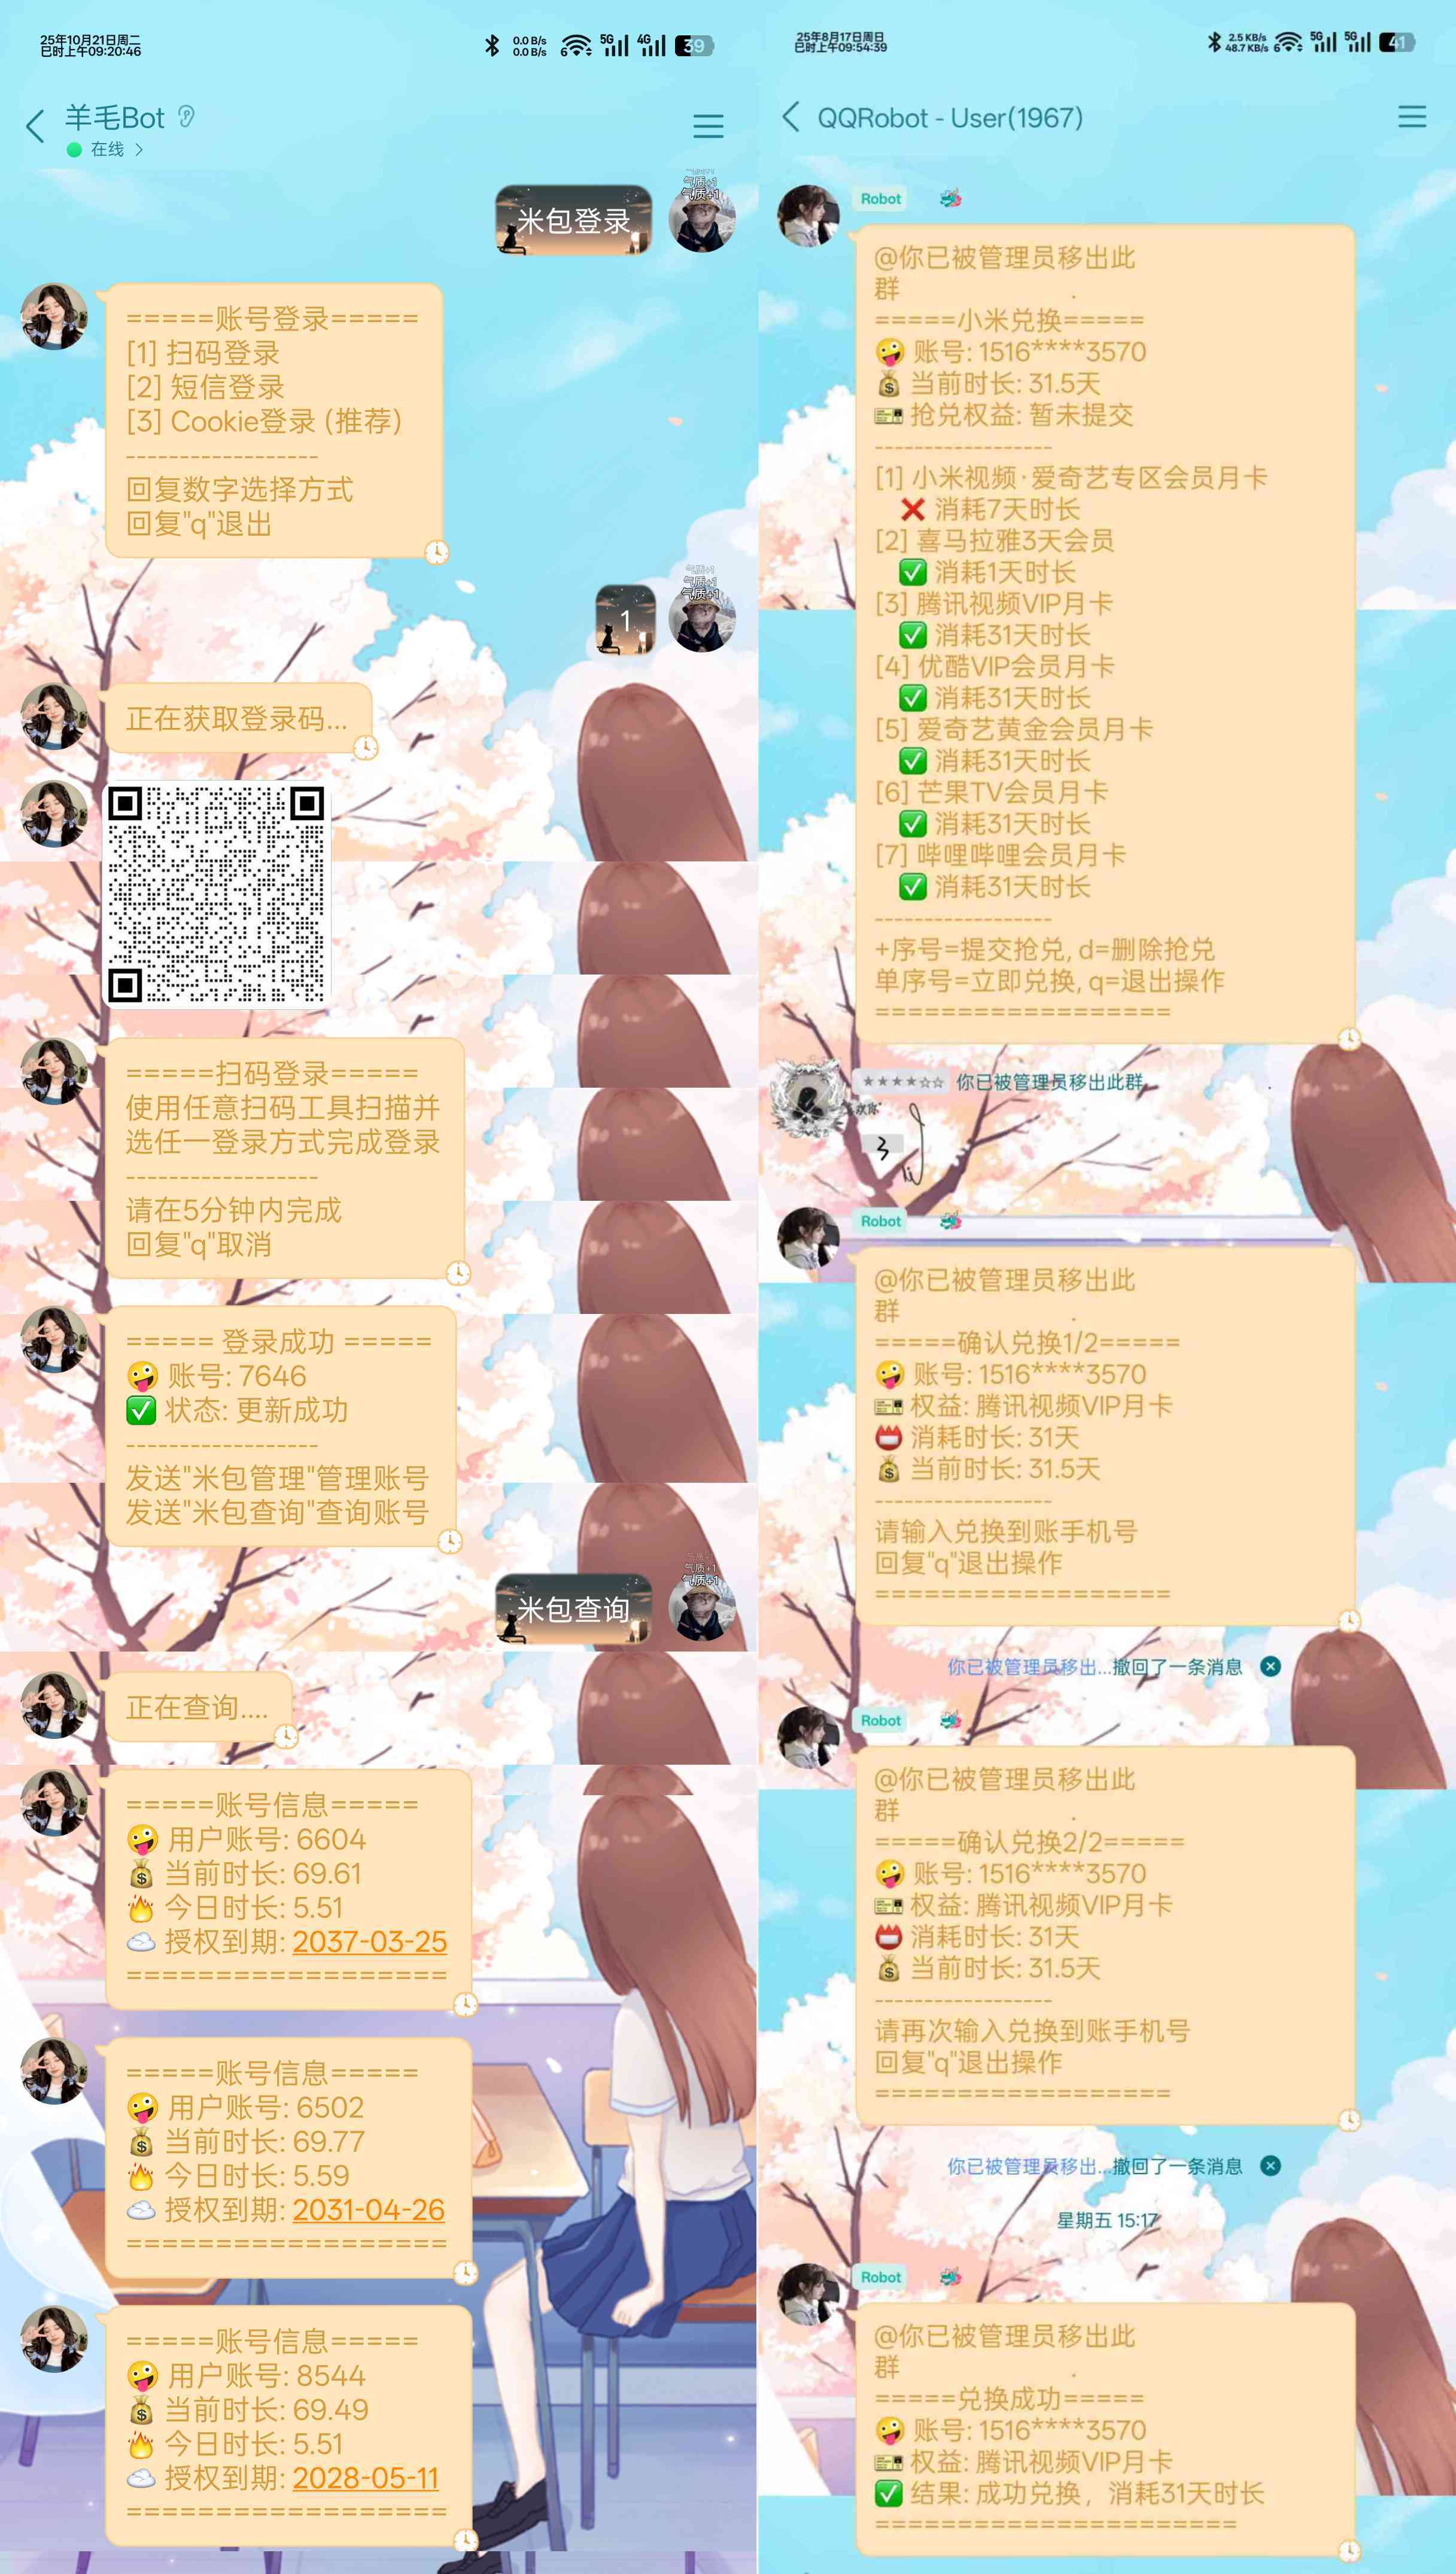 25年10月21日周二
巳时上午09:20:46
0.0 B/s
0.0 B/s
6
5G
4G
39
羊毛Bot
在线
气质+1
气质+1
米包登录
=====账号登录=====
[1] 扫码登录
[2] 短信登录
[3] Cookie登录 (推荐)
------------------
回复数字选择方式
回复"q"退出
气质+1
气质+1
气质+1
1
正在获取登录码...
=====扫码登录=====
使用任意扫码工具扫描并
选任一登录方式完成登录
------------------
请在5分钟内完成
回复"q"取消
===== 登录成功 =====
🤪 账号: 7646
✅ 状态: 更新成功
------------------
发送"米包管理"管理账号
发送"米包查询"查询账号
气质+1
气质+1
米包查询
正在查询....
=====账号信息=====
🤪 用户账号: 6604
💰 当前时长: 69.61
🔥 今日时长: 5.51
☁️ 授权到期: 2037-03-25
==================
=====账号信息=====
🤪 用户账号: 6502
💰 当前时长: 69.77
🔥 今日时长: 5.59
☁️ 授权到期: 2031-04-26
==================
=====账号信息=====
🤪 用户账号: 8544
💰 当前时长: 69.49
🔥 今日时长: 5.51
☁️ 授权到期: 2028-05-11
==================
25年8月17日周日
巳时上午09:54:39
2.5 KB/s
48.7 KB/s
6
5G
5G
41
QQRobot - User(1967)
Robot
@你已被管理员移出此
群 .
=====小米兑换=====
🤪 账号: 1516****3570
💰 当前时长: 31.5天
🎫 抢兑权益: 暂未提交
------------------
[1] 小米视频·爱奇艺专区会员月卡
❌ 消耗7天时长
[2] 喜马拉雅3天会员
✅ 消耗1天时长
[3] 腾讯视频VIP月卡
✅ 消耗31天时长
[4] 优酷VIP会员月卡
✅ 消耗31天时长
[5] 爱奇艺黄金会员月卡
✅ 消耗31天时长
[6] 芒果TV会员月卡
✅ 消耗31天时长
[7] 哔哩哔哩会员月卡
✅ 消耗31天时长
------------------
+序号=提交抢兑, d=删除抢兑
单序号=立即兑换, q=退出操作
==================
★★★★☆☆ 你已被管理员移出此群 .
3
Robot
@你已被管理员移出此
群 .
=====确认兑换1/2=====
🤪 账号: 1516****3570
🎫 权益: 腾讯视频VIP月卡
📛 消耗时长: 31天
💰 当前时长: 31.5天
------------------
请输入兑换到账手机号
回复"q"退出操作
==================
你已被管理员移出...撤回了一条消息
Robot
@你已被管理员移出此
群 .
=====确认兑换2/2=====
🤪 账号: 1516****3570
🎫 权益: 腾讯视频VIP月卡
📛 消耗时长: 31天
💰 当前时长: 31.5天
------------------
请再次输入兑换到账手机号
回复"q"退出操作
==================
你已被管理员移出...撤回了一条消息
星期五 15:17
Robot
@你已被管理员移出此
群 .
=====兑换成功=====
🤪 账号: 1516****3570
🎫 权益: 腾讯视频VIP月卡
✅ 结果: 成功兑换，消耗31天时长
======================